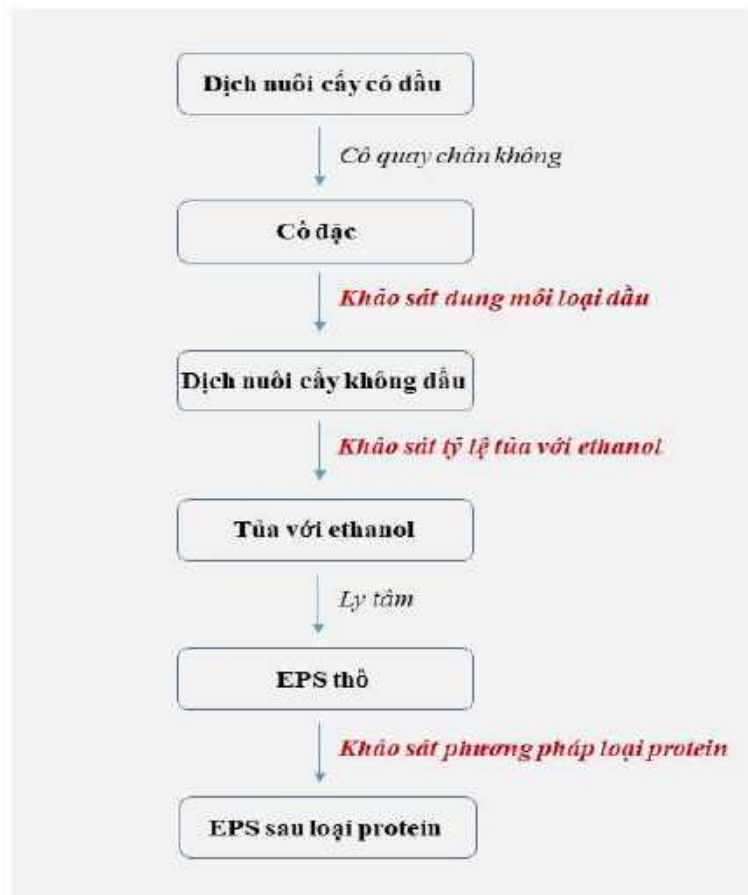 Dịch nuôi cấy có dầu
Cô quay chân không
Cô đặc
Khảo sát dung môi loại dầu
Dịch nuôi cấy không dầu
Khảo sát tỷ lệ tủa với ethanol
Tủa với ethanol
Ly tâm
EPS thô
Khảo sát phương pháp loại protein
EPS sau loại protein